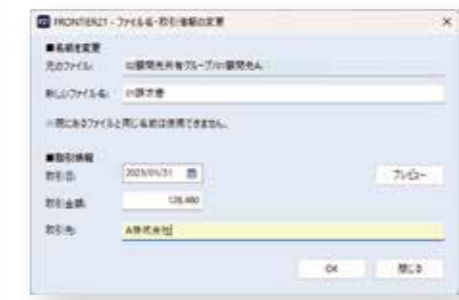 FRONTIER21 - ファイル名・取引情報の変更
■名前を変更
元のファイル:
新しいファイル名: 請求書
※既にあるファイルと同じ名前は使用できません。
■取引情報
取引日: 2023/01/31
プレビュー
取引金額:
取引先: A株式会社
OK 閉じる